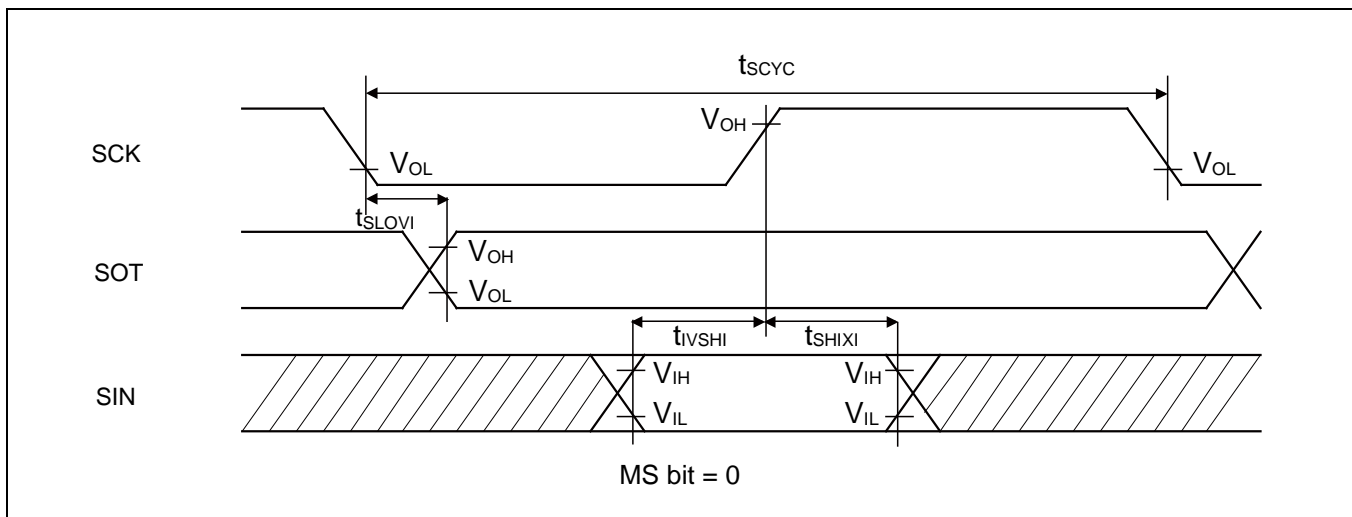 tSCYC
VOH
SCK
VOL
VOL
tSLOVI
VOH
SOT
VOL
tIVSHI
tSHIXI
VIH
VIH
SIN
VIL
VIL
MS bit = 0